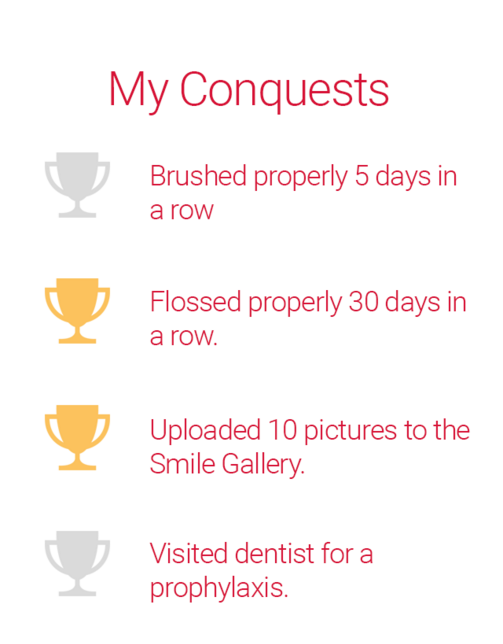 My Conquests
Brushed properly 5 days in
a row
Flossed properly 30 days in
a row.
Uploaded 10 pictures to the
Smile Gallery.
Visited dentist for a
prophylaxis.